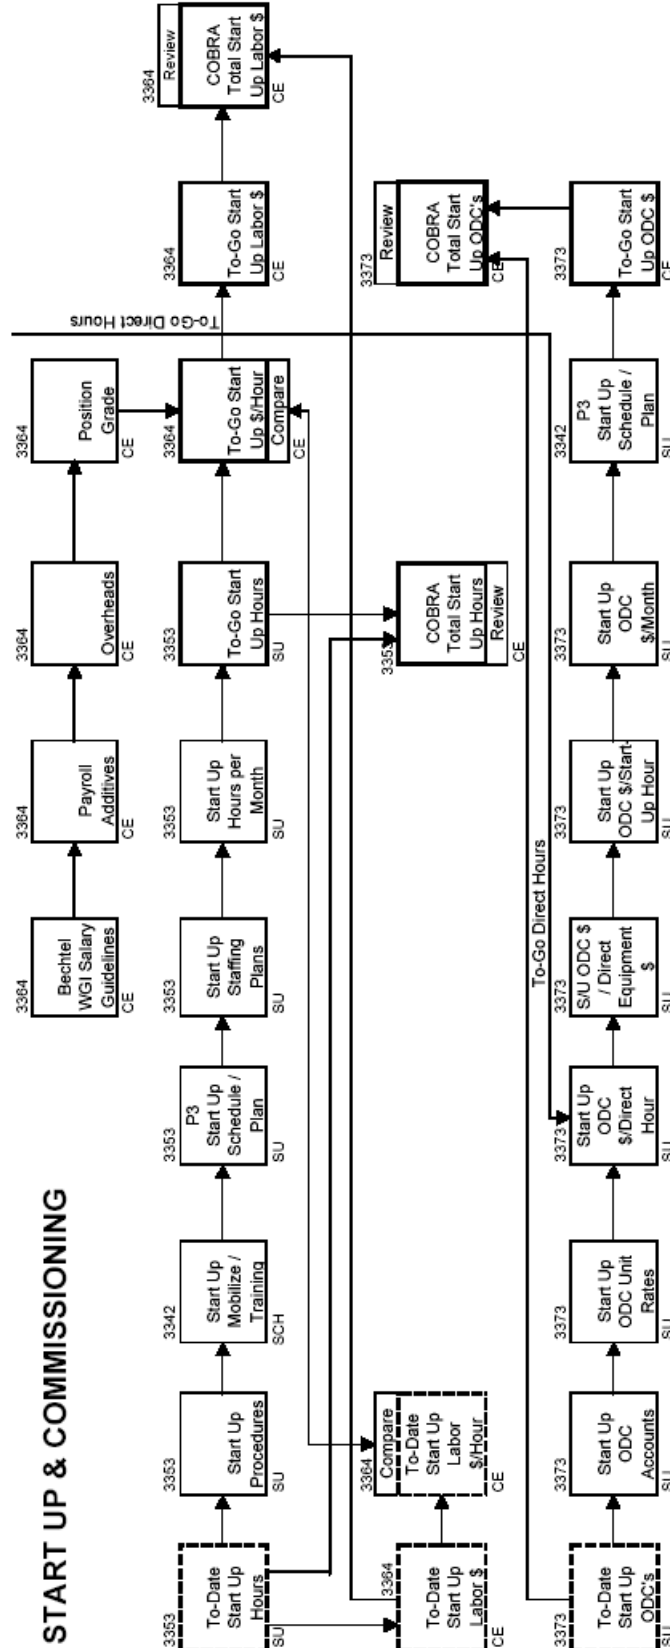 START UP & COMMISSIONING
3364
Bechtel
WGI Salary
Guidelines
CE
3364
Payroll
Additives
CE
3364
Overheads
CE
3364
Position
Grade
CE
3353
To-Date
Start Up
Hours
SU
3353
Start Up
Procedures
SU
3342
Start Up
Mobilize /
Training
SCH
3353
P3
Start Up
Schedule /
Plan
SU
3353
Start Up
Staffing
Plans
SU
3353
Start Up
Hours per
Month
SU
3353
To-Go Start
Up Hours
SU
3364
To-Go Start
Up $/Hour
Compare
CE
To-Go Direct Hours
3364
To-Go Start
Up Labor $
CE
3364
Review
COBRA
Total Start
Up Labor $
CE
3364
To-Date
Start Up
Labor $
CE
3364
Compare
To-Date
Start Up
Labor
$/Hour
CE
3353
COBRA
Total Start
Up Hours
Review
CE
3373
Review
COBRA
Total Start
Up ODC's
CE
To-Go Direct Hours
3373
To-Date
Start Up
ODC's
SU
3373
Start Up
ODC
Accounts
SU
3373
Start Up
ODC Unit
Rates
SU
3373
Start Up
ODC
$/Direct
Hour
SU
3373
S/U ODC $
/ Direct
Equipment
$
SU
3373
Start Up
ODC $/Start-
Up Hour
SU
3373
Start Up
ODC
$/Month
SU
3342
P3
Start Up
Schedule /
Plan
SU
3373
To-Go Start
Up ODC $
CE